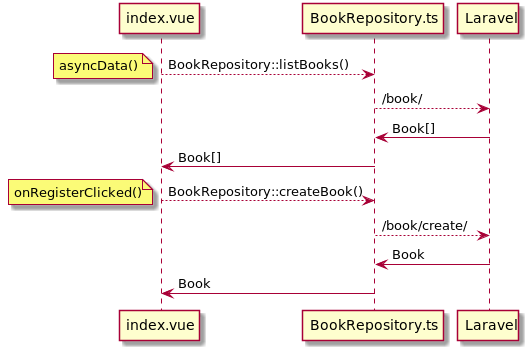 index.vue
BookRepository.ts
Laravel
asyncData()
BookRepository::listBooks()
/book/
Book[]
Book[]
onRegisterClicked()
BookRepository::createBook()
/book/create/
Book
Book
index.vue
BookRepository.ts
Laravel